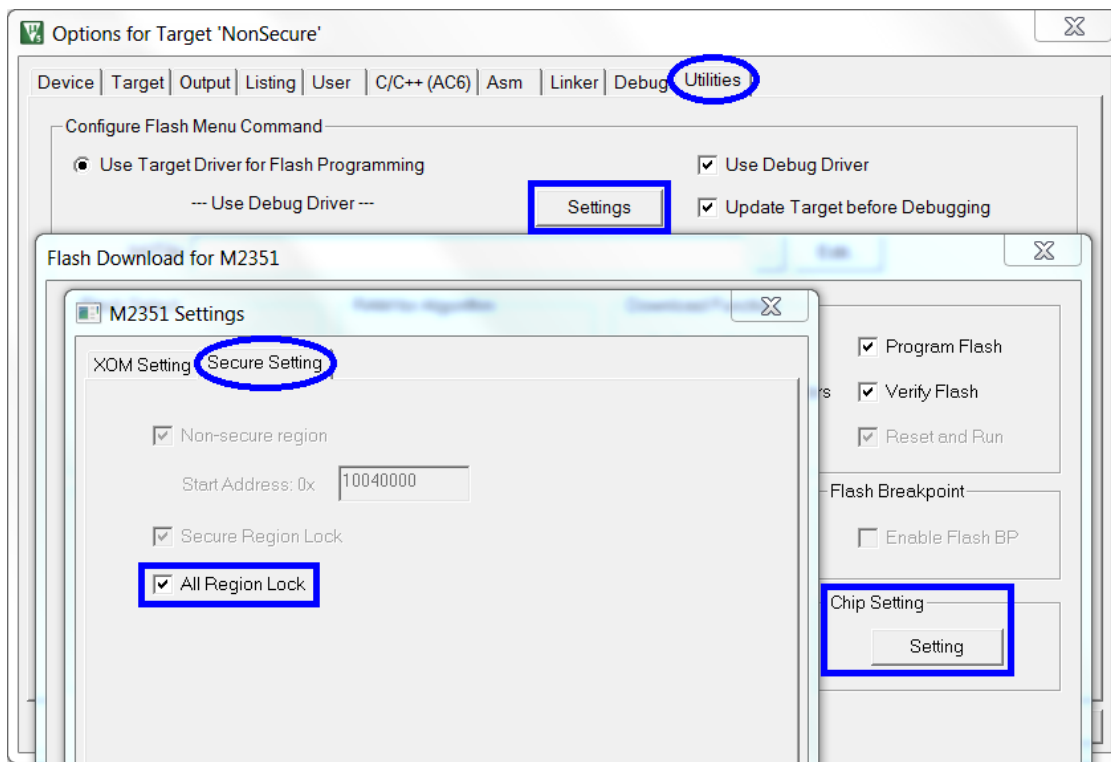 Options for Target 'NonSecure'
Device Target Output Listing User C/C++ (AC6) Asm Linker Debug Utilities
Configure Flash Menu Command
Use Target Driver for Flash Programming
Use Debug Driver
--- Use Debug Driver ---
Settings
Update Target before Debugging
Flash Download for M2351
M2351 Settings
XOM Setting Secure Setting
Non-secure region
Start Address: 0x 10040000
Secure Region Lock
All Region Lock
Program Flash
Verify Flash
Reset and Run
Flash Breakpoint
Enable Flash BP
Chip Setting
Setting